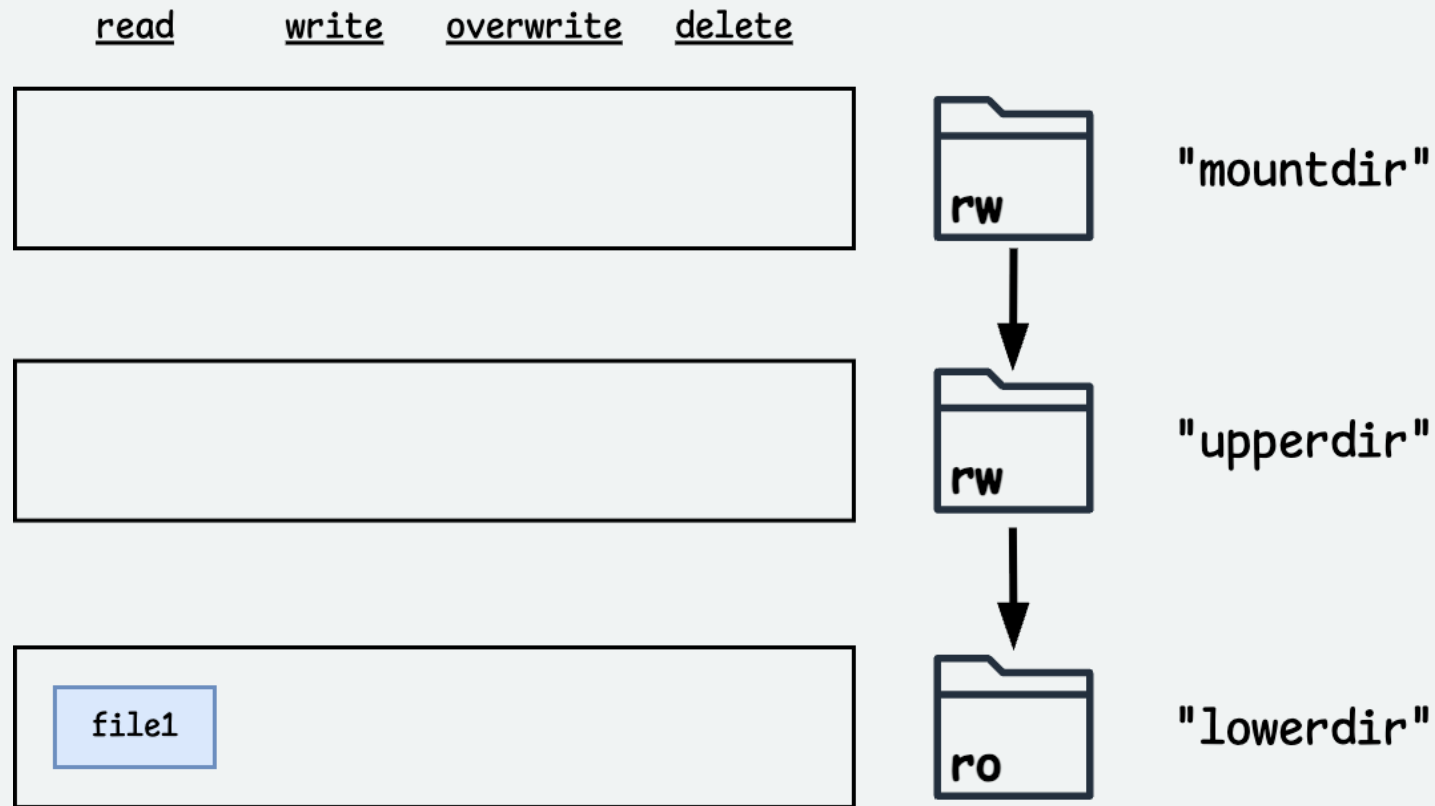 read write overwrite delete
rw "mountdir"
rw "upperdir"
file1
ro "lowerdir"